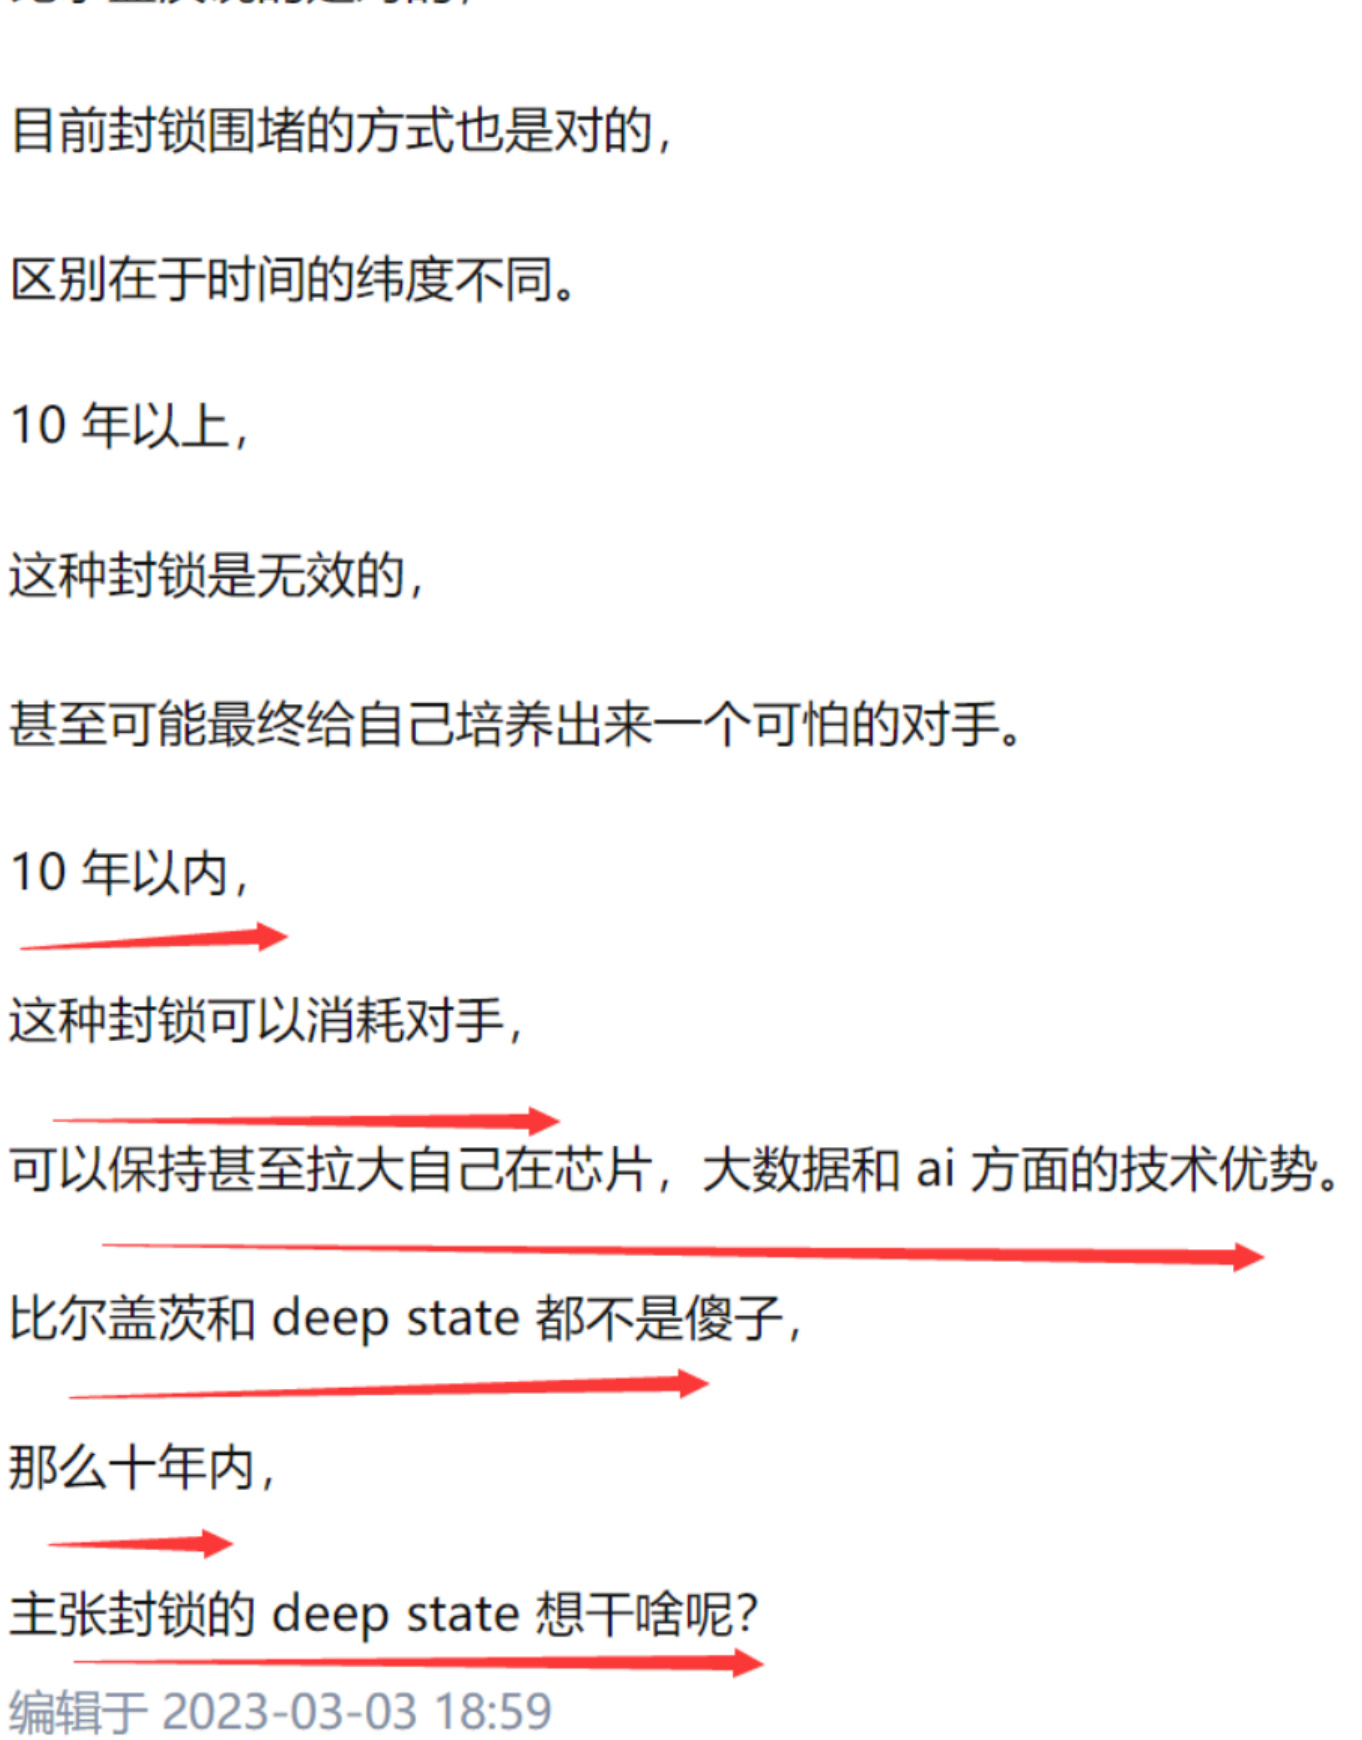 目前封锁围堵的方式也是对的，
区别在于时间的纬度不同。
10 年以上，
这种封锁是无效的，
甚至可能最终给自己培养出来一个可怕的对手。
10 年以内，
这种封锁可以消耗对手，
可以保持甚至拉大自己在芯片，大数据和 ai 方面的技术优势。
比尔盖茨和 deep state 都不是傻子，
那么十年内，
主张封锁的 deep state 想干啥呢？
编辑于 2023-03-03 18:59